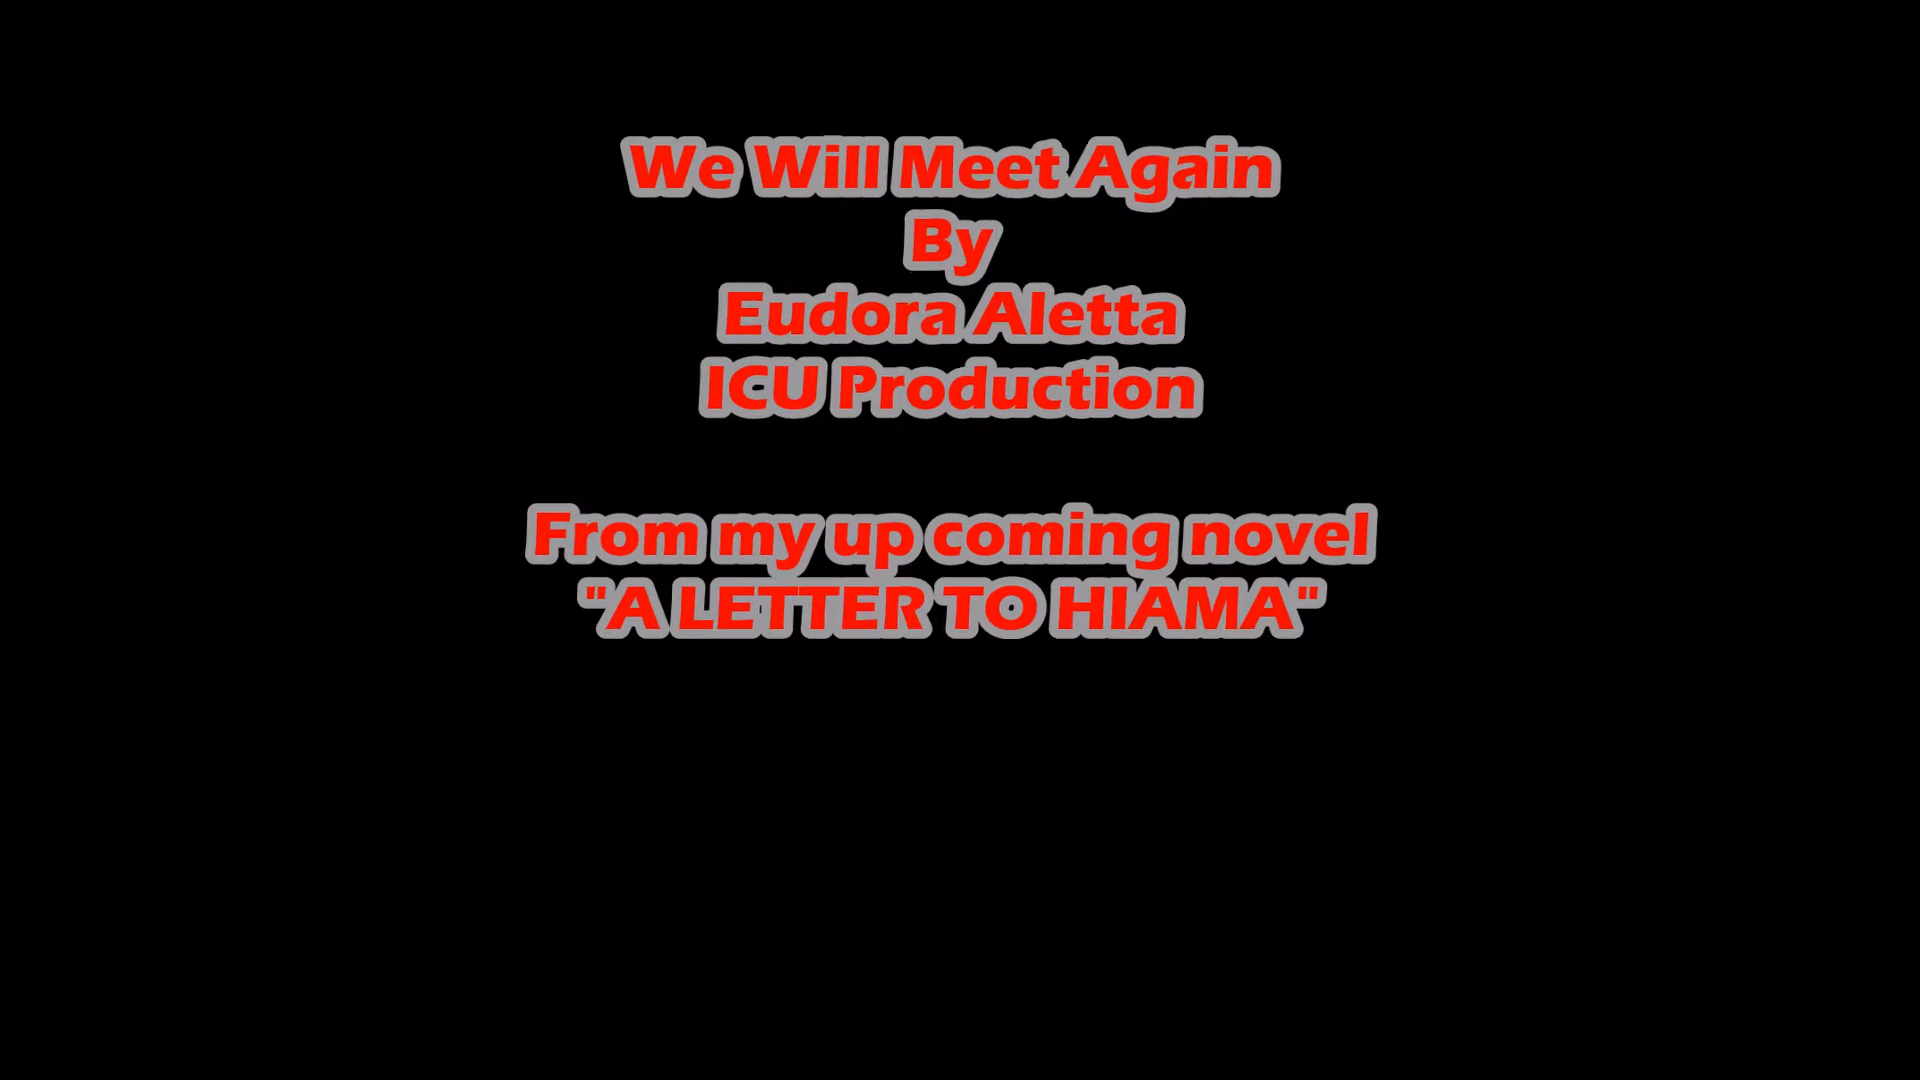 We Will Meet Again
By
Eudora Aletta
ICU Production
From my up coming novel
"A LETTER TO HIAMA"